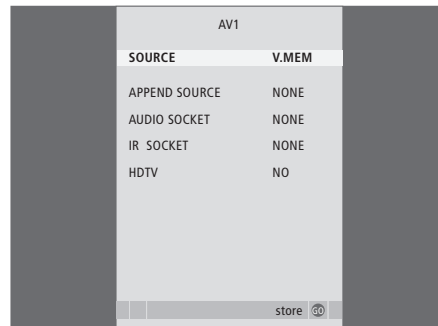 AV1
SOURCE V.MEM
APPEND SOURCE NONE
AUDIO SOCKET NONE
IR SOCKET NONE
HDTV NO
store GO